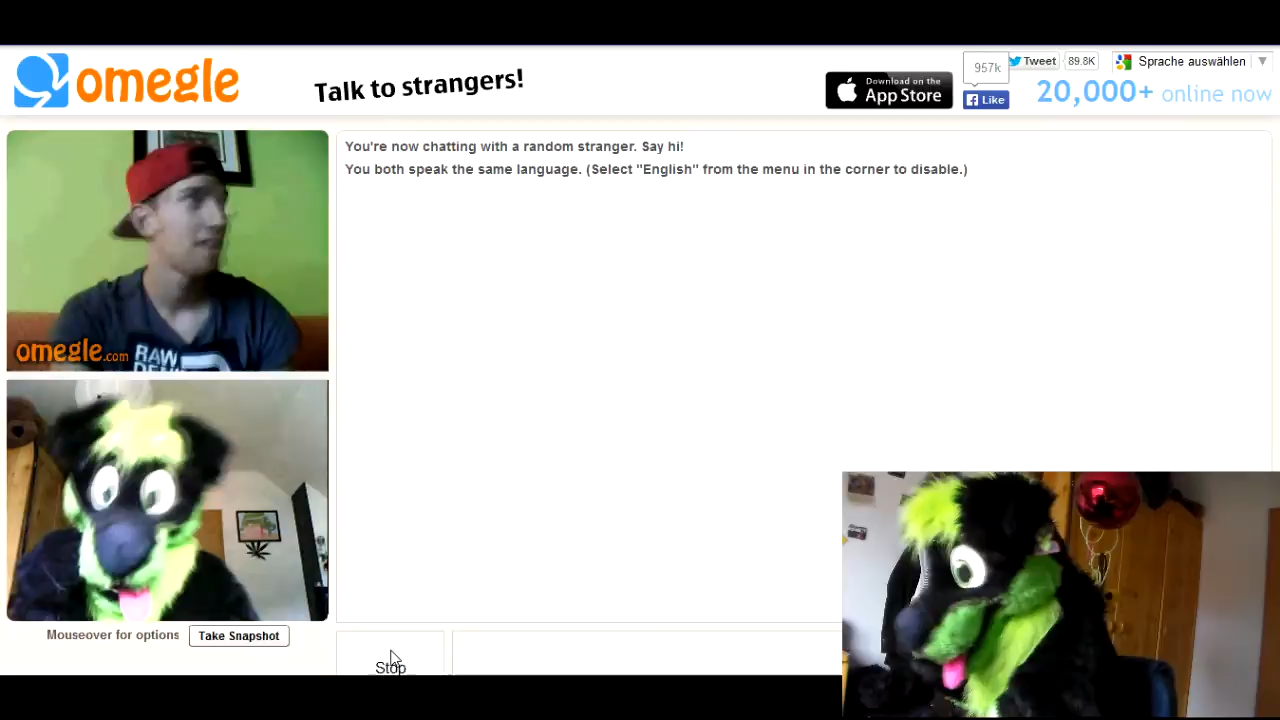 omegle
Talk to strangers!
Download on the
App Store
957k
Like
Tweet
89.8K
Sprache auswählen
20,000+ online now
You're now chatting with a random stranger. Say hi!
You both speak the same language. (Select "English" from the menu in the corner to disable.)
omegle.com
RAW
Mouseover for options
Take Snapshot
Stop